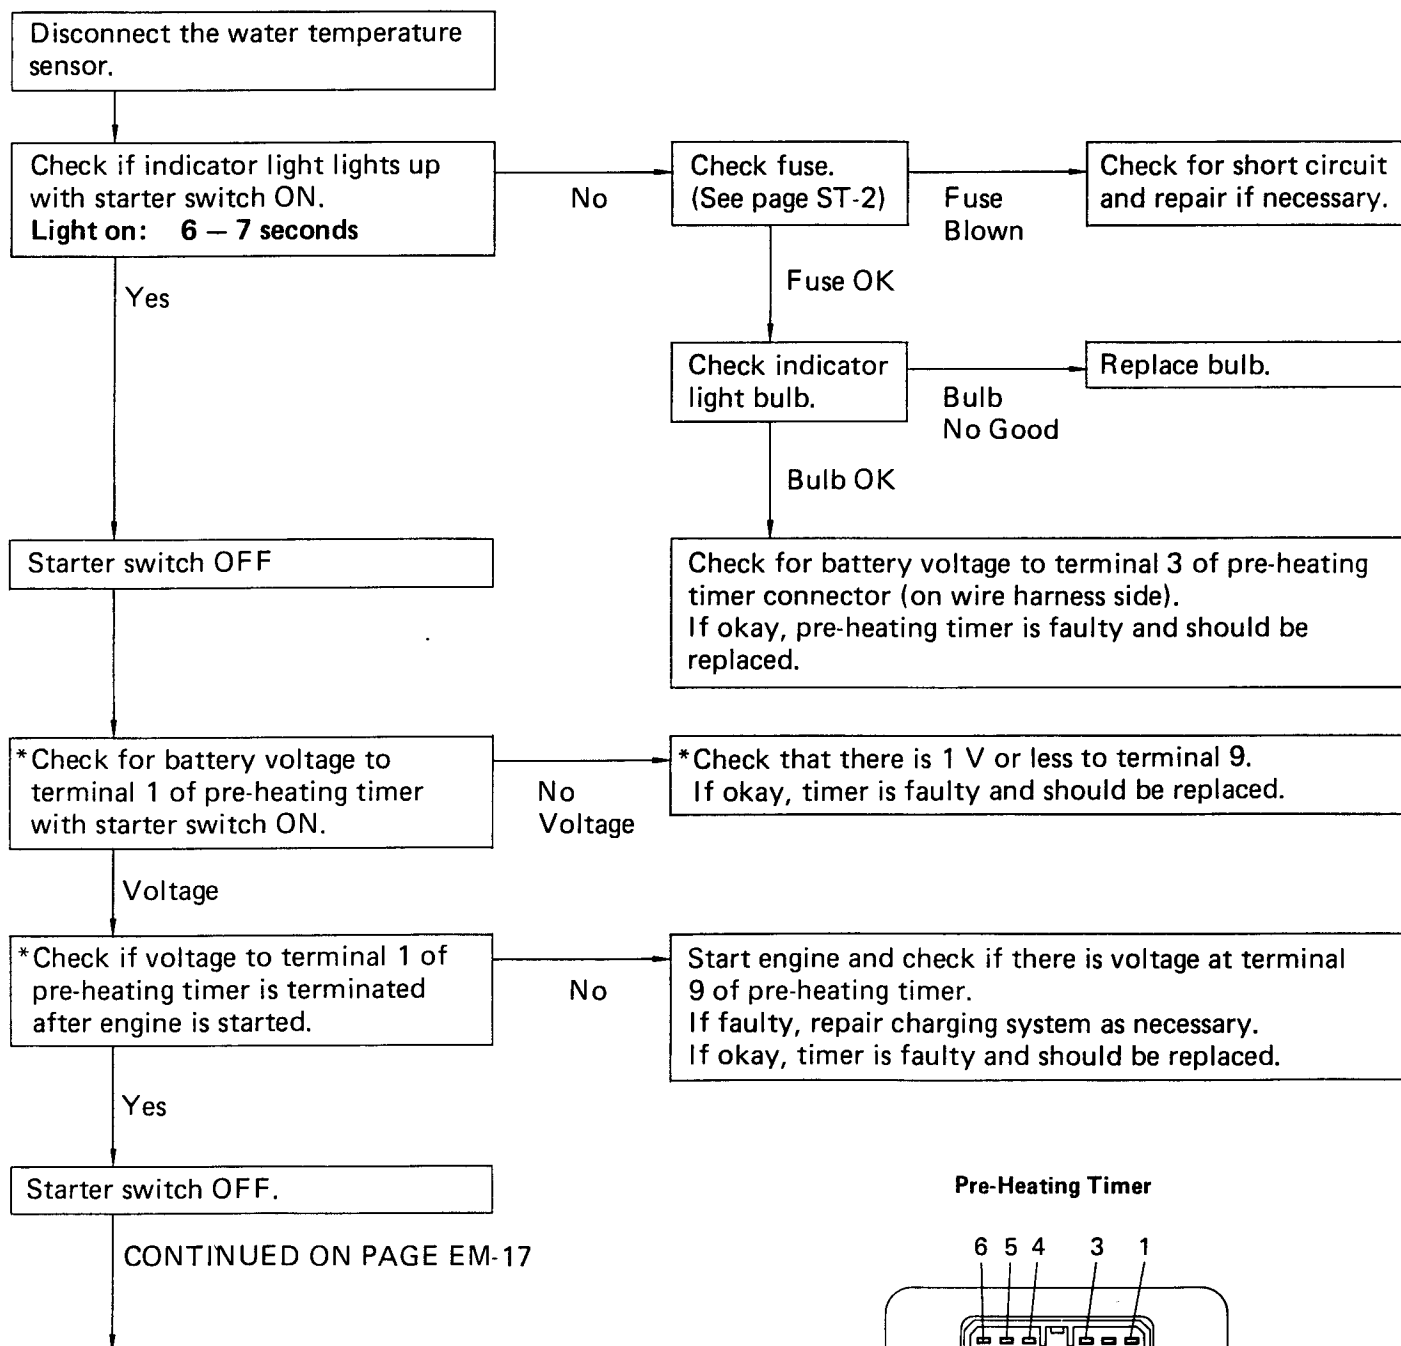 Disconnect the water temperature
sensor.
Check if indicator light lights up
with starter switch ON.
Light on: 6 — 7 seconds
No
Check fuse.
(See page ST-2)
Fuse
Blown
Check for short circuit
and repair if necessary.
Yes
Fuse OK
Check indicator
light bulb.
Bulb
No Good
Replace bulb.
Bulb OK
Starter switch OFF
Check for battery voltage to terminal 3 of pre-heating
timer connector (on wire harness side).
If okay, pre-heating timer is faulty and should be
replaced.
*Check for battery voltage to
terminal 1 of pre-heating timer
with starter switch ON.
No
Voltage
*Check that there is 1 V or less to terminal 9.
If okay, timer is faulty and should be replaced.
Voltage
*Check if voltage to terminal 1 of
pre-heating timer is terminated
after engine is started.
No
Start engine and check if there is voltage at terminal
9 of pre-heating timer.
If faulty, repair charging system as necessary.
If okay, timer is faulty and should be replaced.
Yes
Starter switch OFF.
CONTINUED ON PAGE EM-17
Pre-Heating Timer
6 5 4 3 1